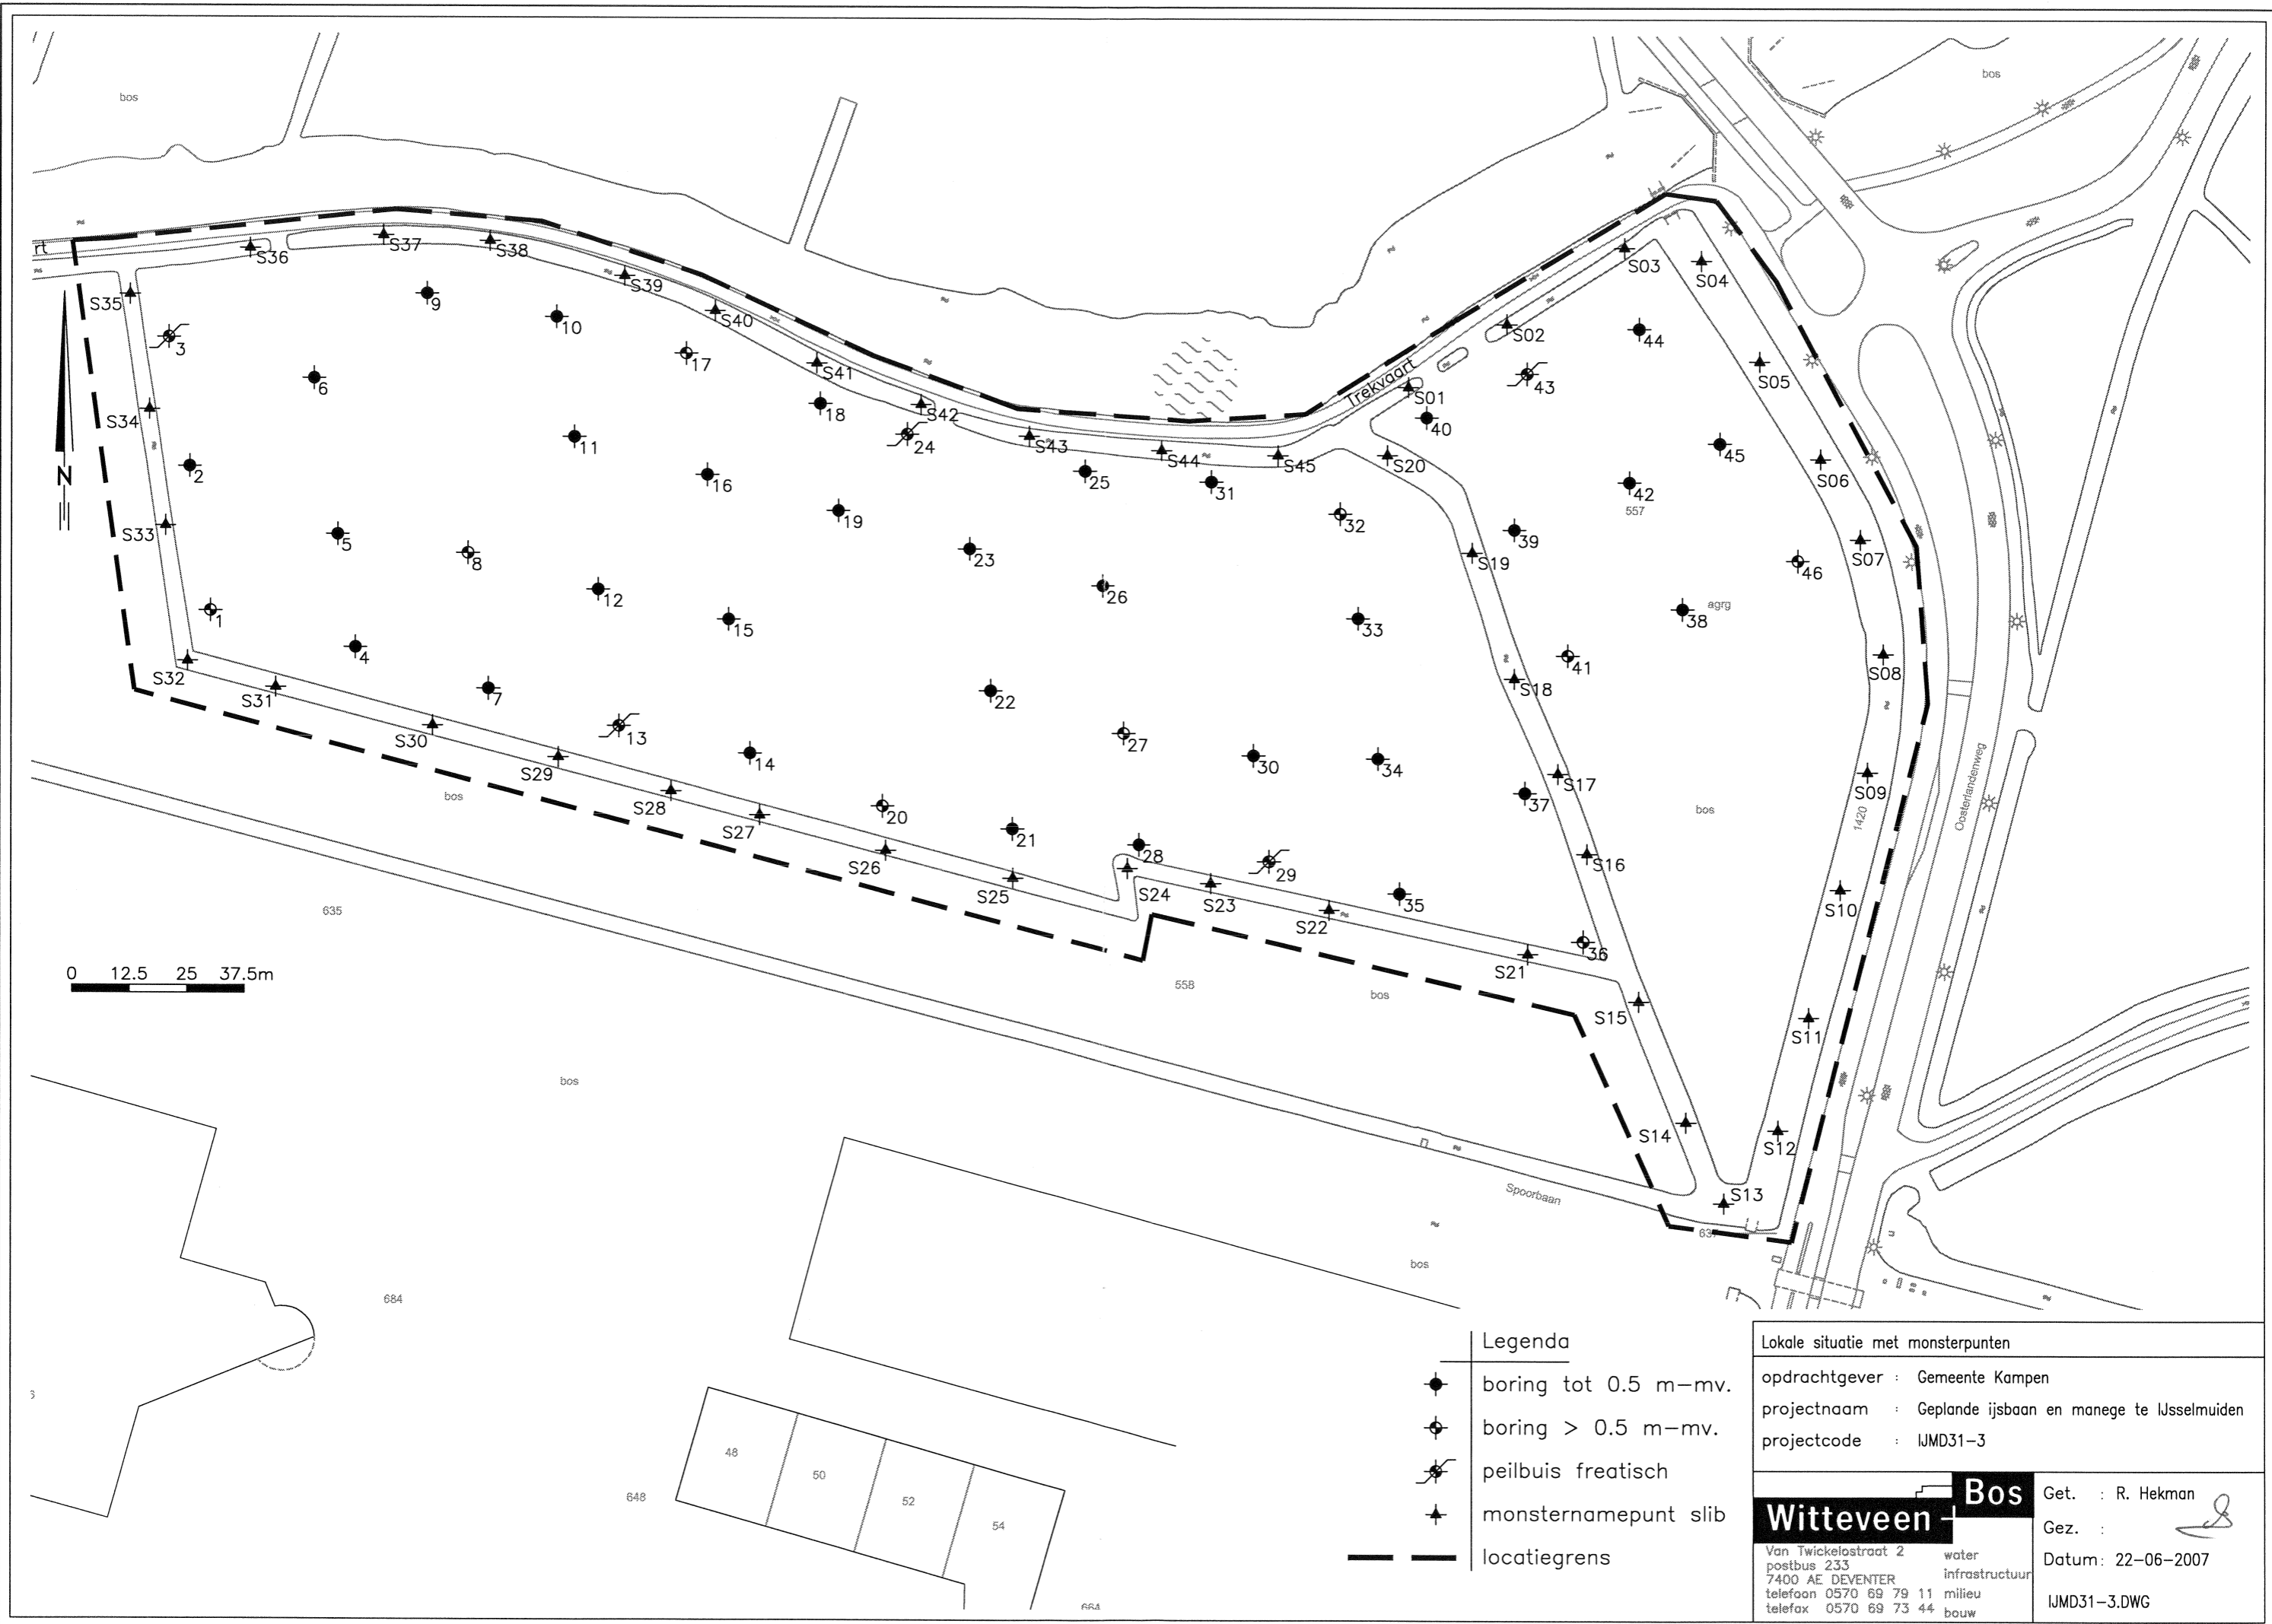 bos
bos
rt
S36
S37
S38
S39
S40
S41
S42
S43
S44
S45
S35
S34
S33
S32
S31
S30
S29
S28
S27
S26
S25
S24
S23
S22
S21
S20
S19
S18
S17
S16
S15
S14
S13
S12
S11
S10
S09
S08
S07
S06
S05
S04
S03
S02
S01
Trekvaart
1
2
3
4
5
6
7
8
9
10
11
12
13
14
15
16
17
18
19
20
21
22
23
24
25
26
27
28
29
30
31
32
33
34
35
36
37
38
39
40
41
42
43
44
45
46
557
agrg
bos
1420
Oosterlandenweg
N
0 12.5 25 37.5m
bos
635
558
bos
bos
Spoorbaan
637
bos
684
648
48
50
52
54
664
Legenda
boring tot 0.5 m-mv.
boring > 0.5 m-mv.
peilbuis freatisch
monsternamepunt slib
locatiegrens
Lokale situatie met monsterpunten
opdrachtgever : Gemeente Kampen
projectnaam : Geplande ijsbaan en manege te IJsselmuiden
projectcode : IJMD31-3
Witteveen + Bos
Van Twickelostraat 2
postbus 233
7400 AE DEVENTER
telefoon 0570 69 79 11
telefax 0570 69 73 44
water
infrastructuur
milieu
bouw
Get. : R. Hekman
Gez. :
Datum: 22-06-2007
IJMD31-3.DWG